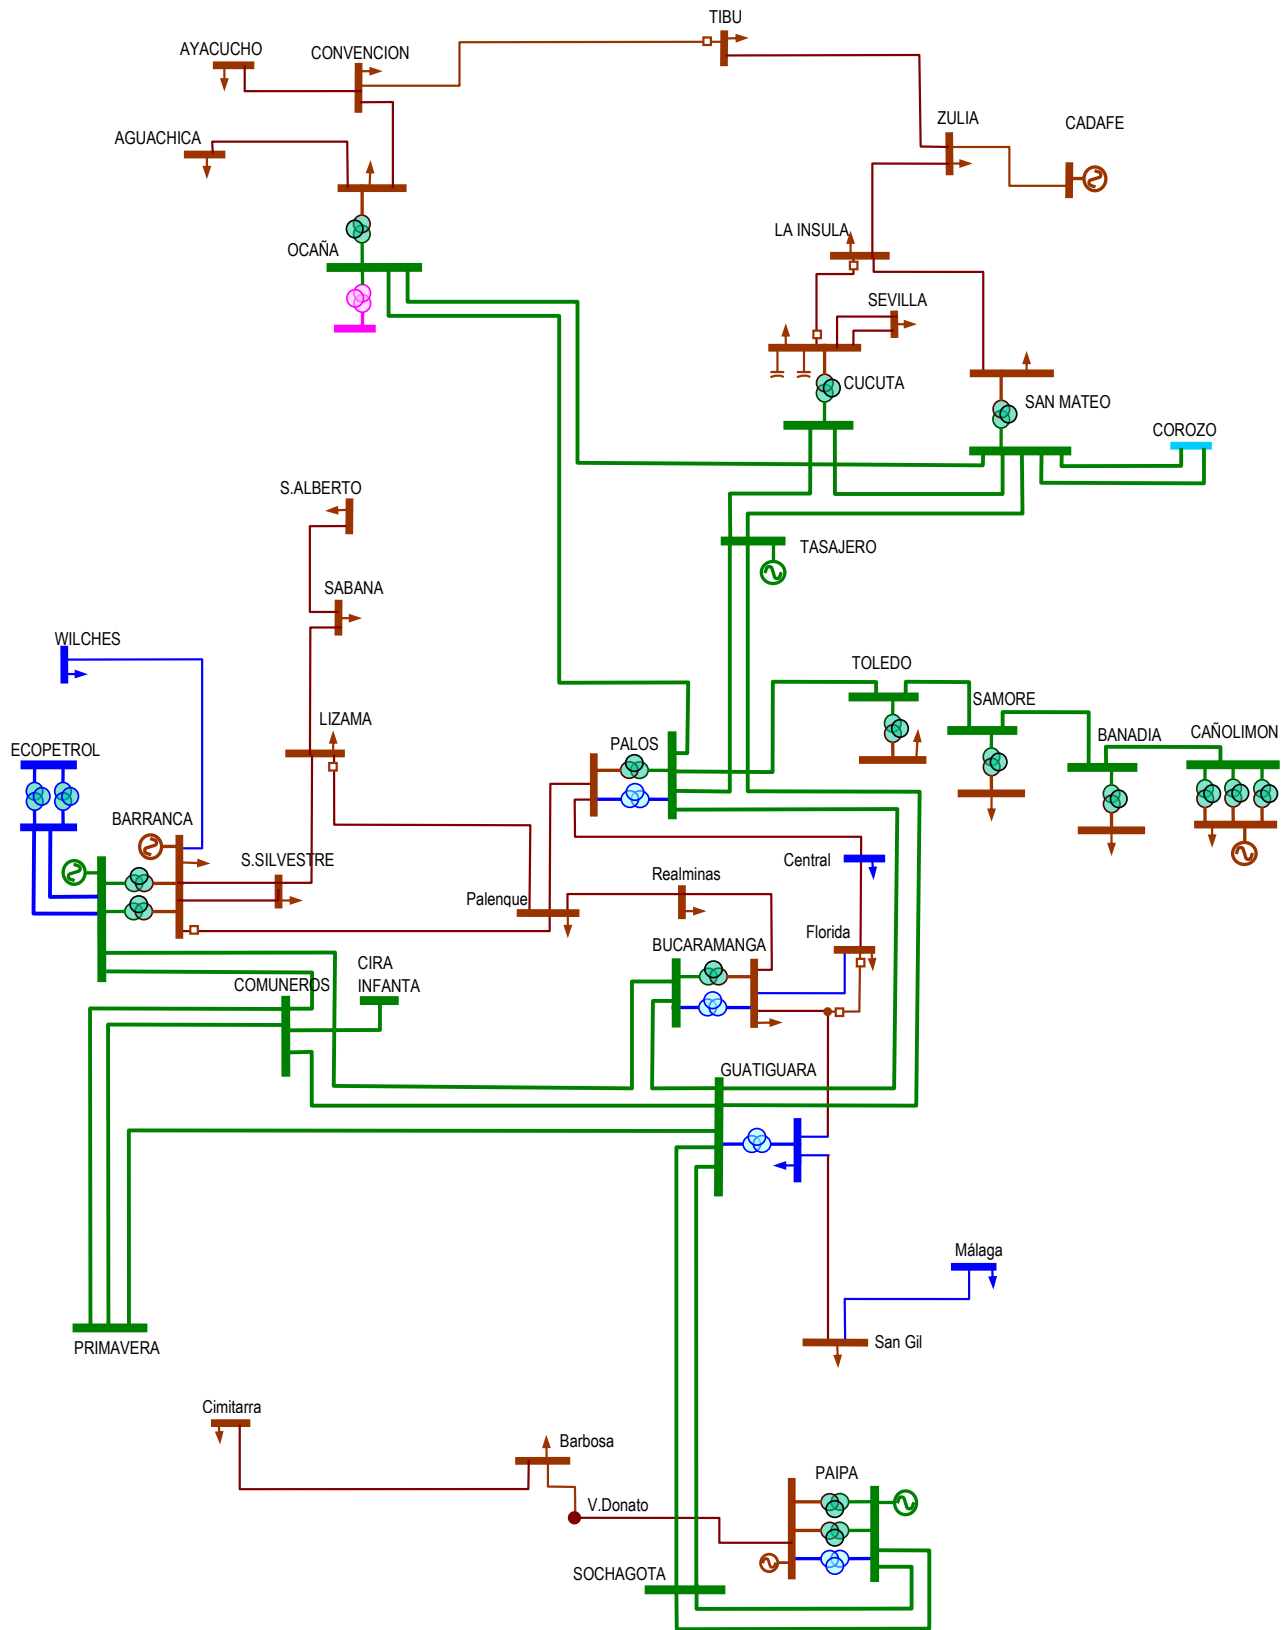 TIBU
AYACUCHO
CONVENCION
ZULIA
CADAFE
AGUACHICA
LA INSULA
OCAÑA
SEVILLA
CUCUTA
SAN MATEO
COROZO
S.ALBERTO
TASAJERO
SABANA
WILCHES
TOLEDO
SAMORE
LIZAMA
BANADIA
CAÑOLIMON
ECOPETROL
PALOS
BARRANCA
S.SILVESTRE
Central
Realminas
Palenque
Florida
BUCARAMANGA
CIRA
INFANTA
COMUNEROS
GUATIGUARA
Málaga
PRIMAVERA
San Gil
Cimitarra
Barbosa
PAIPA
V.Donato
SOCHAGOTA